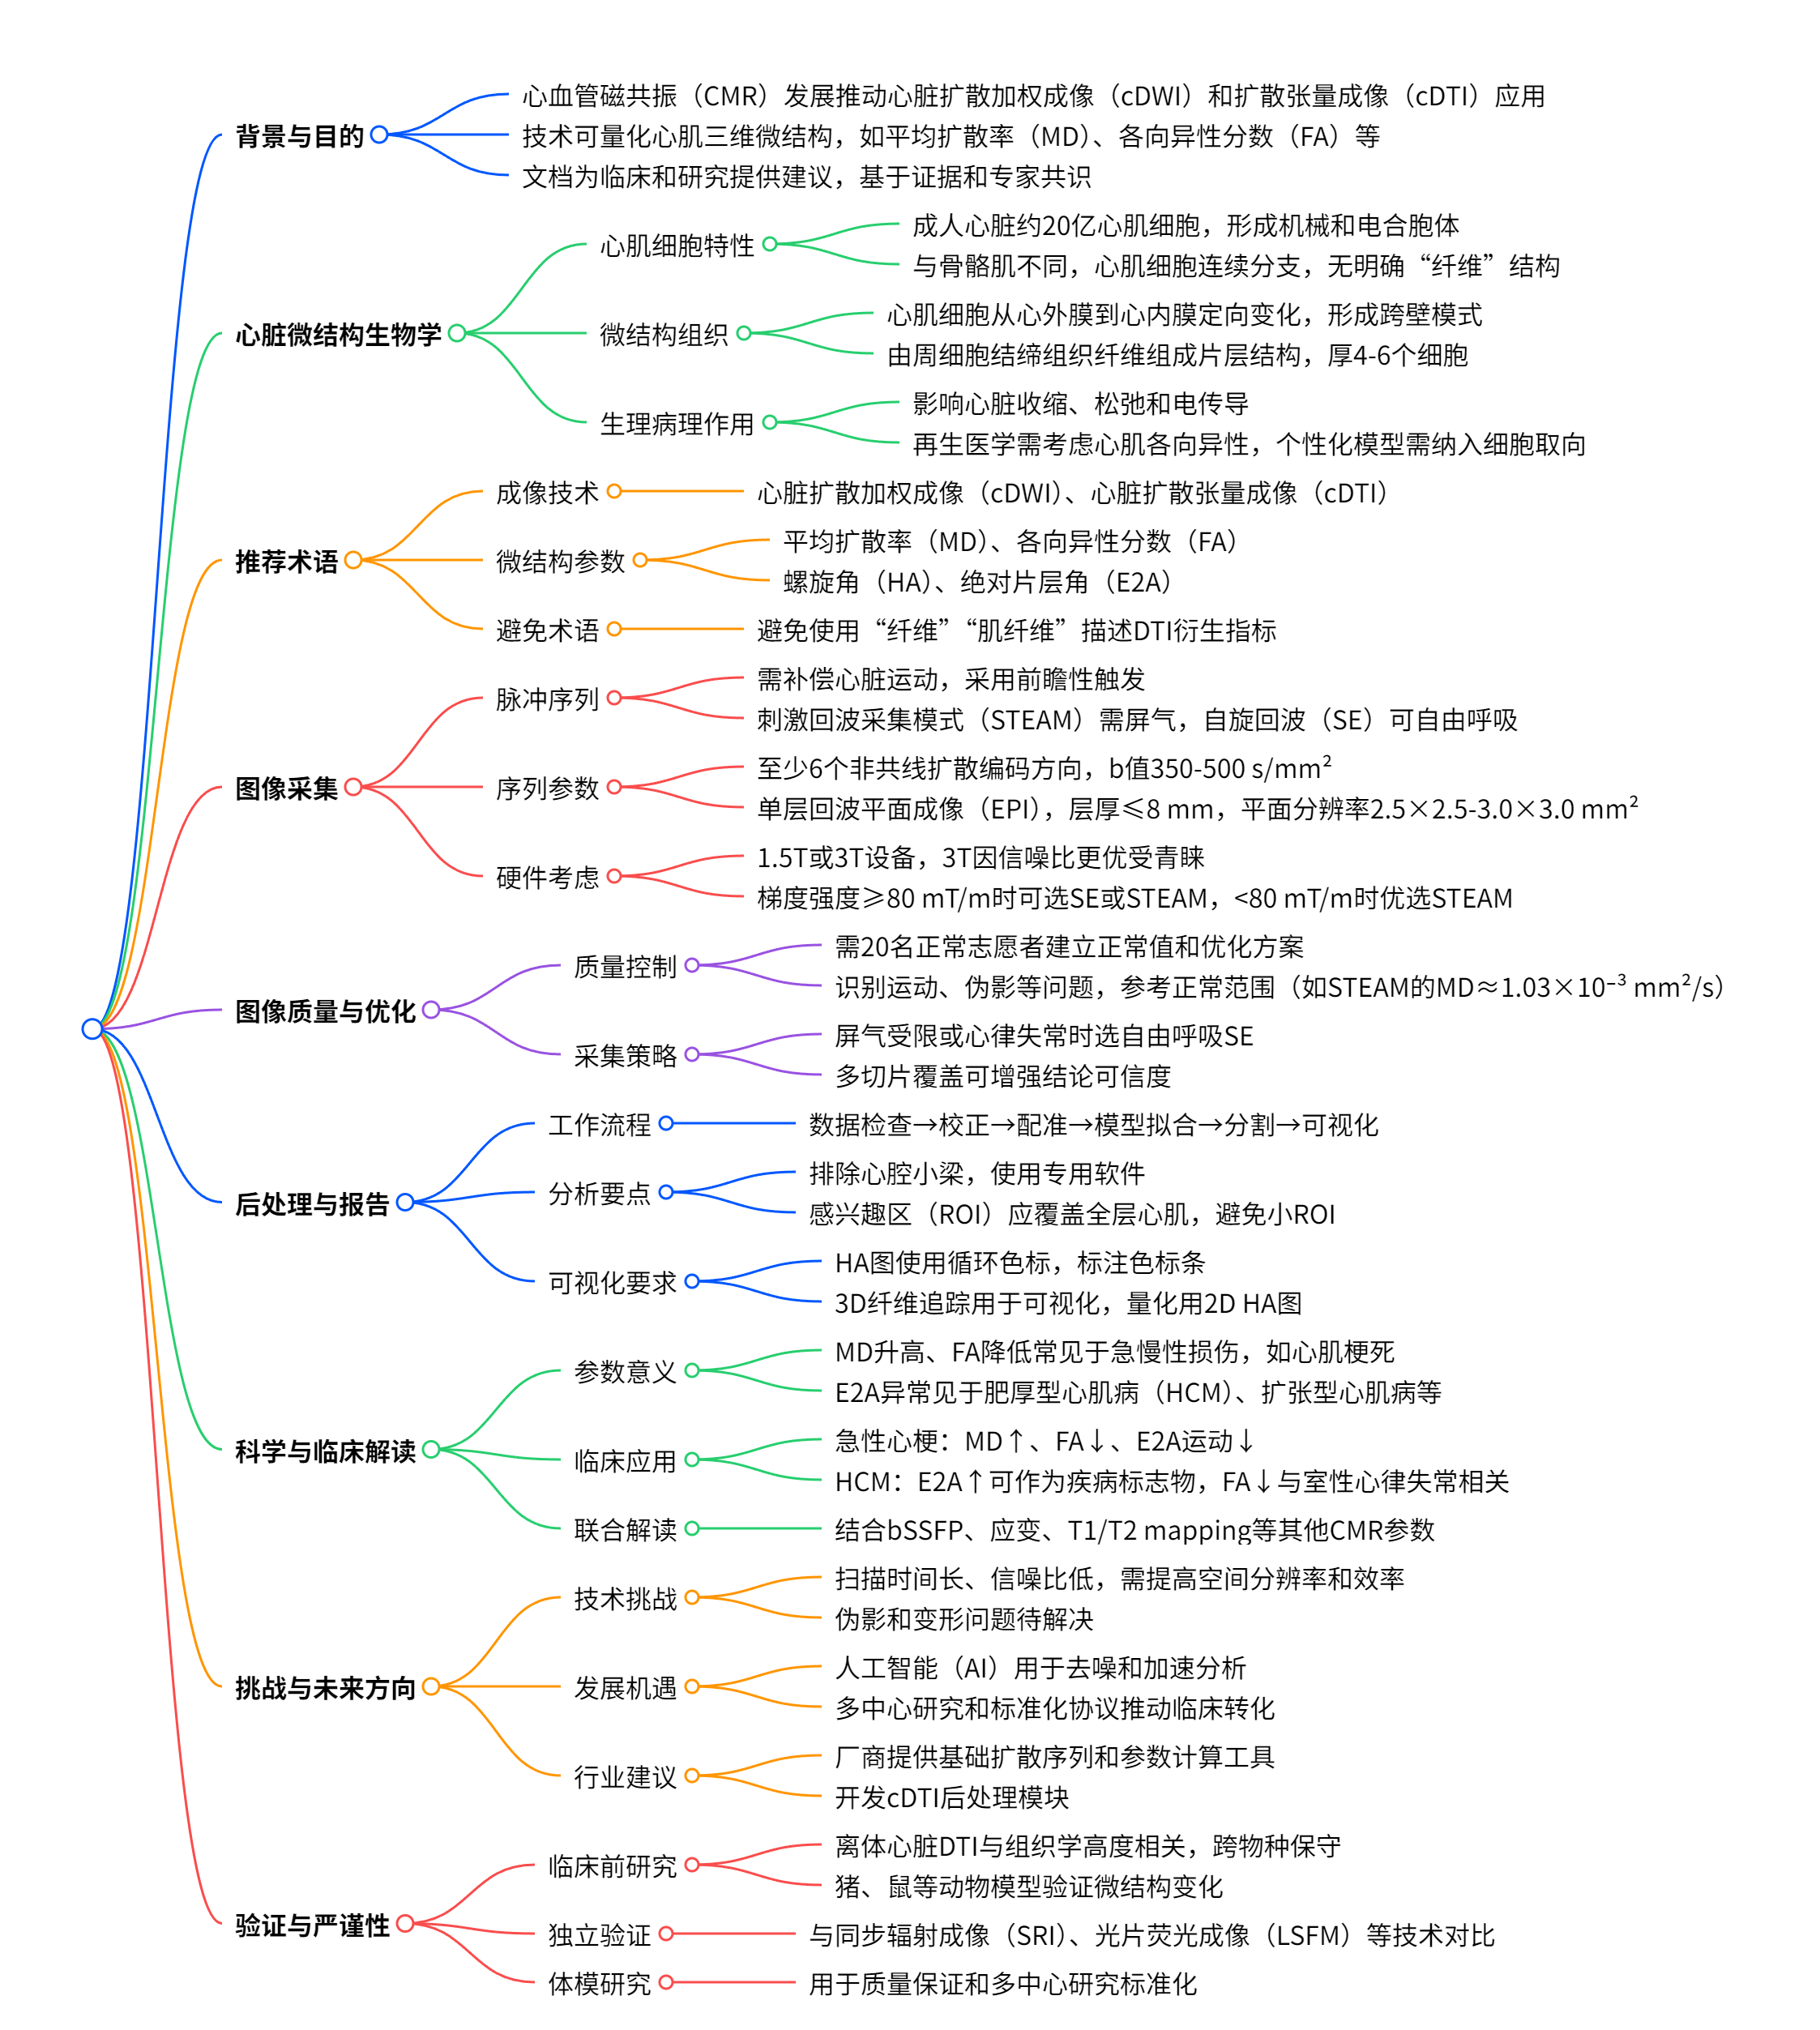 背景与目的
心血管磁共振（CMR）发展推动心脏扩散加权成像（cDWI）和扩散张量成像（cDTI）应用
技术可量化心肌三维微结构，如平均扩散率（MD）、各向异性分数（FA）等
文档为临床和研究提供建议，基于证据和专家共识
心脏微结构生物学
心肌细胞特性
成人心脏约20亿心肌细胞，形成机械和电合胞体
与骨骼肌不同，心肌细胞连续分支，无明确“纤维”结构
微结构组织
心肌细胞从心外膜到心内膜定向变化，形成跨壁模式
由周细胞结缔组织纤维组成片层结构，厚4-6个细胞
生理病理作用
影响心脏收缩、松弛和电传导
再生医学需考虑心肌各向异性，个性化模型需纳入细胞取向
推荐术语
成像技术
心脏扩散加权成像（cDWI）、心脏扩散张量成像（cDTI）
微结构参数
平均扩散率（MD）、各向异性分数（FA）
螺旋角（HA）、绝对片层角（E2A）
避免术语
避免使用“纤维”“肌纤维”描述DTI衍生指标
图像采集
脉冲序列
需补偿心脏运动，采用前瞻性触发
刺激回波采集模式（STEAM）需屏气，自旋回波（SE）可自由呼吸
序列参数
至少6个非共线扩散编码方向，b值350-500 s/mm²
单层回波平面成像（EPI），层厚≤8 mm，平面分辨率2.5×2.5-3.0×3.0 mm²
硬件考虑
1.5T或3T设备，3T因信噪比更优受青睐
梯度强度≥80 mT/m时可选SE或STEAM，<80 mT/m时优选STEAM
图像质量与优化
质量控制
需20名正常志愿者建立正常值和优化方案
识别运动、伪影等问题，参考正常范围（如STEAM的MD≈1.03×10⁻³ mm²/s）
采集策略
屏气受限或心律失常时选自由呼吸SE
多切片覆盖可增强结论可信度
后处理与报告
工作流程
数据检查→校正→配准→模型拟合→分割→可视化
分析要点
排除心腔小梁，使用专用软件
感兴趣区（ROI）应覆盖全层心肌，避免小ROI
可视化要求
HA图使用循环色标，标注色标条
3D纤维追踪用于可视化，量化用2D HA图
科学与临床解读
参数意义
MD升高、FA降低常见于急慢性损伤，如心肌梗死
E2A异常见于肥厚型心肌病（HCM）、扩张型心肌病等
临床应用
急性心梗：MD↑、FA↓、E2A运动↓
HCM：E2A↑可作为疾病标志物，FA↓与室性心律失常相关
联合解读
结合bSSFP、应变、T1/T2 mapping等其他CMR参数
挑战与未来方向
技术挑战
扫描时间长、信噪比低，需提高空间分辨率和效率
伪影和变形问题待解决
发展机遇
人工智能（AI）用于去噪和加速分析
多中心研究和标准化协议推动临床转化
行业建议
厂商提供基础扩散序列和参数计算工具
开发cDTI后处理模块
验证与严谨性
临床前研究
离体心脏DTI与组织学高度相关，跨物种保守
猪、鼠等动物模型验证微结构变化
独立验证
与同步辐射成像（SRI）、光片荧光成像（LSFM）等技术对比
体模研究
用于质量保证和多中心研究标准化